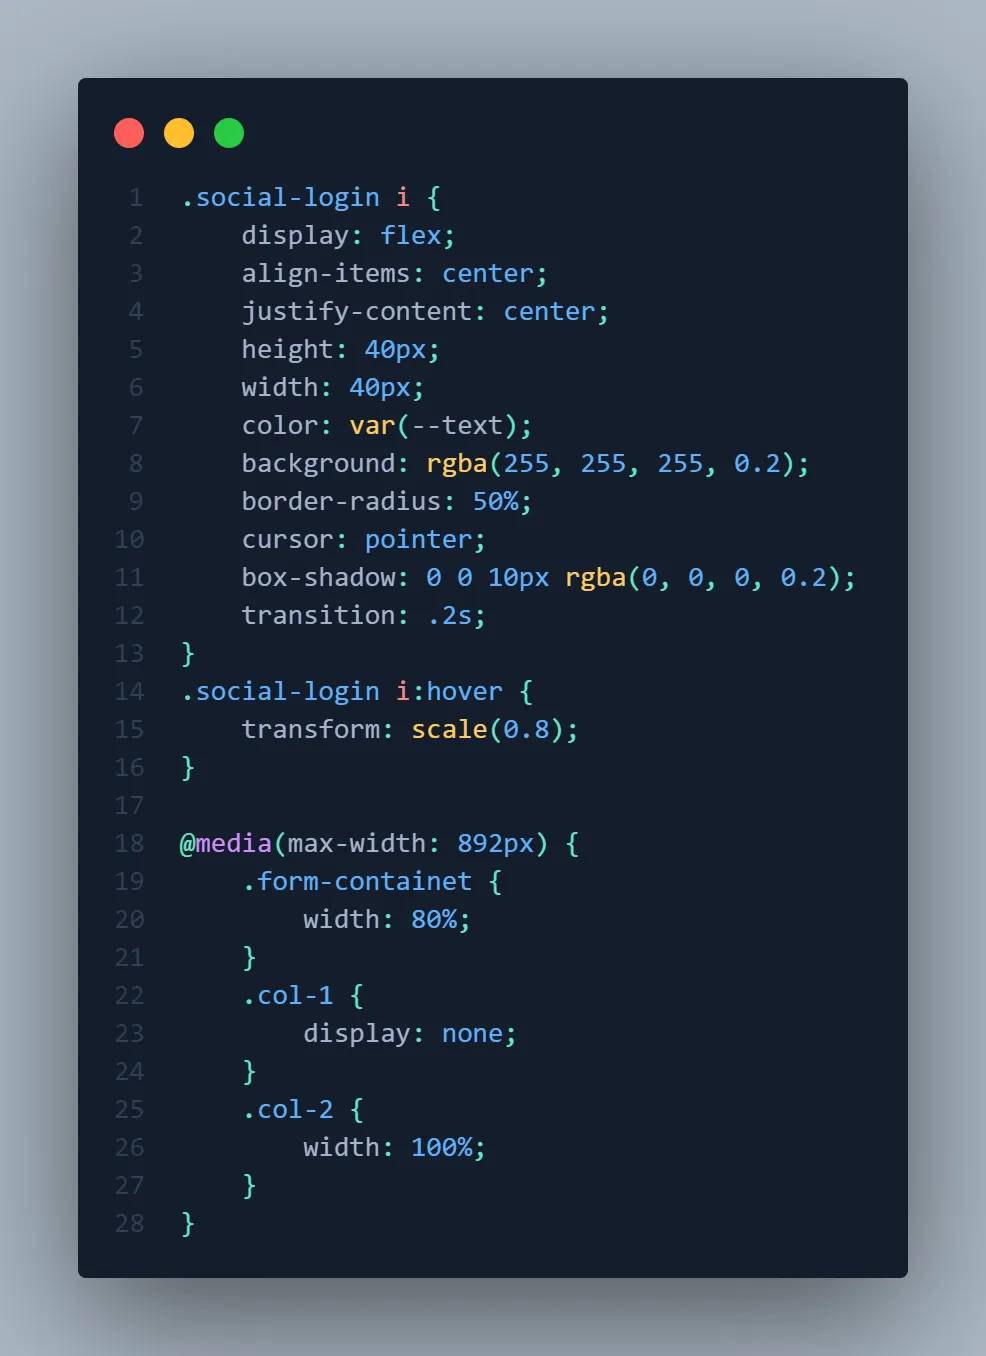 1 .social-login i {
2     display: flex;
3     align-items: center;
4     justify-content: center;
5     height: 40px;
6     width: 40px;
7     color: var(--text);
8     background: rgba(255, 255, 255, 0.2);
9     border-radius: 50%;
10     cursor: pointer;
11     box-shadow: 0 0 10px rgba(0, 0, 0, 0.2);
12     transition: .2s;
13 }
14 .social-login i:hover {
15     transform: scale(0.8);
16 }
17
18 @media(max-width: 892px) {
19     .form-containet {
20         width: 80%;
21     }
22     .col-1 {
23         display: none;
24     }
25     .col-2 {
26         width: 100%;
27     }
28 }